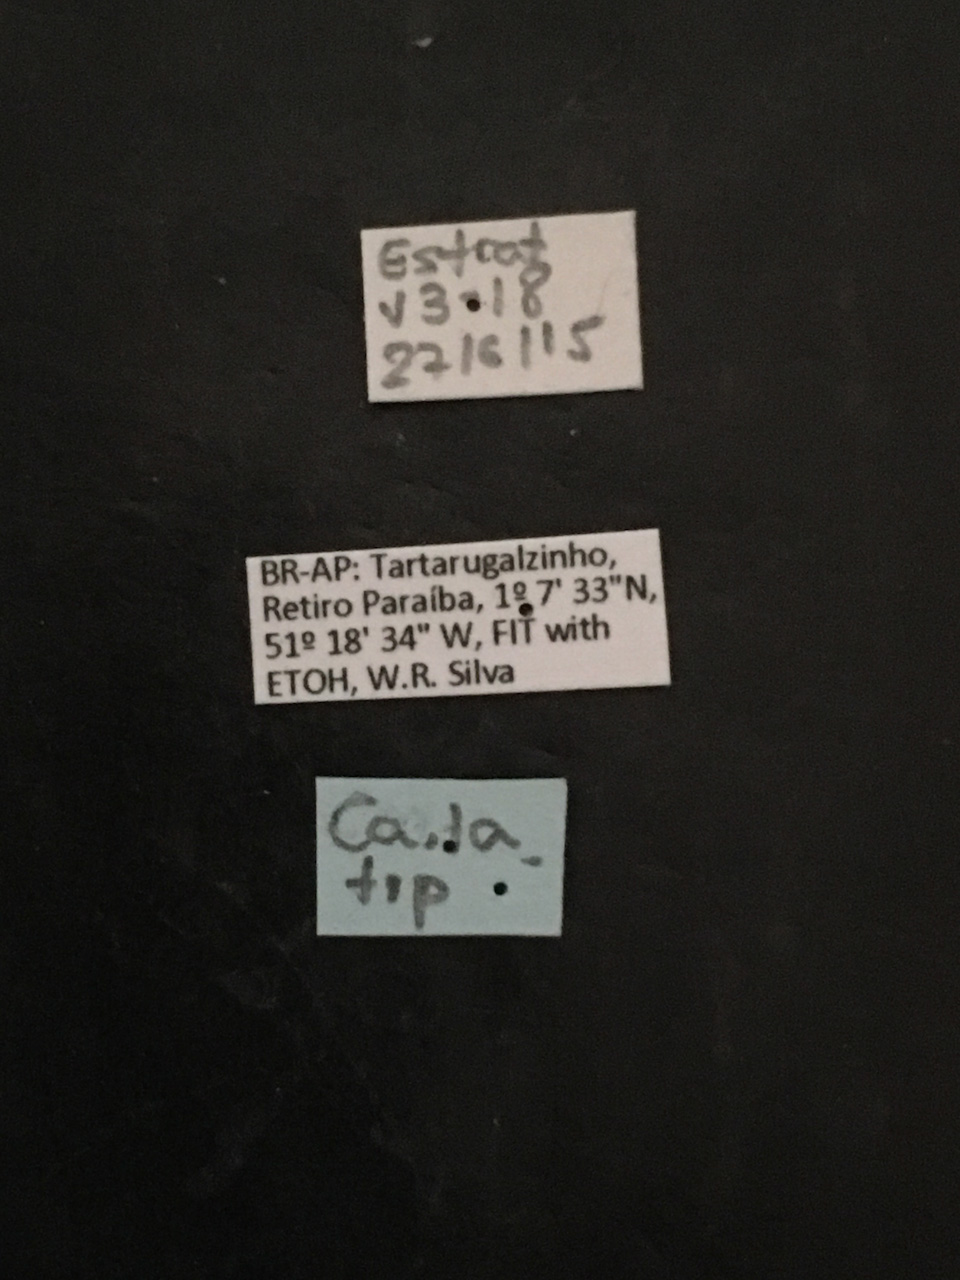 Estrat
v3.18
27/6/15
BR-AP: Tartarugalzinho,
Retiro Paraíba, 1º 7' 33"N,
51º 18' 34" W, FIT with
ETOH, W.R. Silva
tip